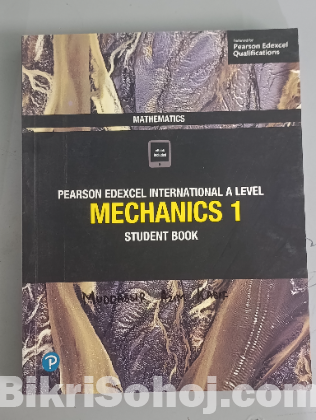 Pearson Edexcel
Qualifications
MATHEMATICS
PEARSON EDEXCEL INTERNATIONAL A LEVEL
MECHANICS 1
STUDENT BOOK
P
BikriSohoj.com